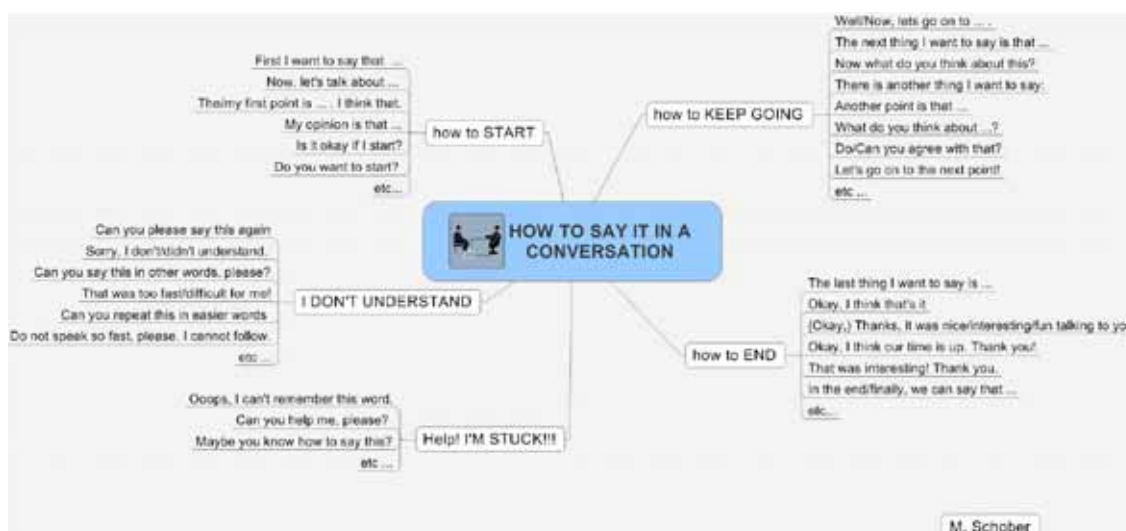 HOW TO SAY IT IN A
CONVERSATION
how to START
First I want to say that ...
Now, let's talk about ...
The/my first point is ... . I think that.
My opinion is that ...
Is it okay if I start?
Do you want to start?
etc...
I DON'T UNDERSTAND
Can you please say this again
Sorry, I don't/didn't understand.
Can you say this in other words, please?
That was too fast/difficult for me!
Can you repeat this in easier words
Do not speek so fast, please. I cannot follow.
etc ...
Help! I'M STUCK!!!
Ooops, I can't remember this word.
Can you help me, please?
Maybe you know how to say this?
etc ...
how to KEEP GOING
Well/Now, lets go on to ... .
The next thing I want to say is that ...
Now what do you think about this?
There is another thing I want to say:
Another point is that ...
What do you think about ...?
Do/Can you agree with that?
Let's go on to the next point!
etc ...
how to END
The last thing I want to say is ...
Okay, I think that's it
(Okay,) Thanks, it was nice/interesting/fun talking to yo
Okay, I think our time is up. Thank you!
That was interesting! Thank you.
In the end/finally, we can say that ...
etc...
M. Schober